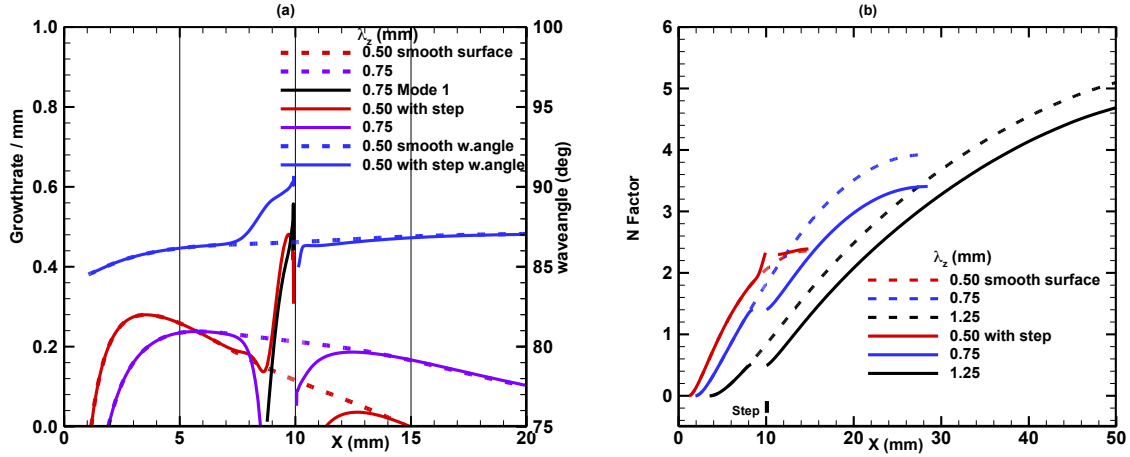 (a)
λz (mm)
0.50 smooth surface
0.75
0.75 Mode 1
0.50 with step
0.75
0.50 smooth w.angle
0.50 with step w.angle
Growthrate / mm
1.0
0.8
0.6
0.4
0.2
0.0
100
95
90
85
80
75
waveangle (deg)
0
5
10
15
20
X (mm)
(b)
N Factor
6
5
4
3
2
1
0
λz (mm)
0.50 smooth surface
0.75
1.25
0.50 with step
0.75
1.25
Step
0
10
20
30
40
50
X (mm)